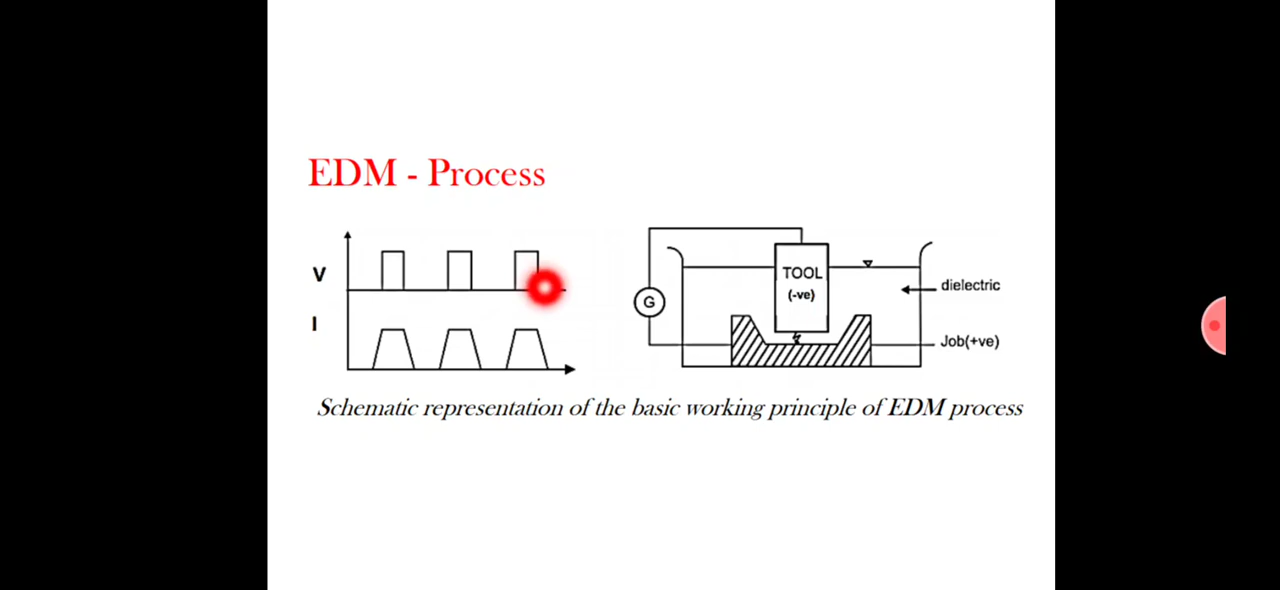 EDM - Process
V
I
TOOL
(-ve)
G
dielectric
Job(+ve)
Schematic representation of the basic working principle of EDM process